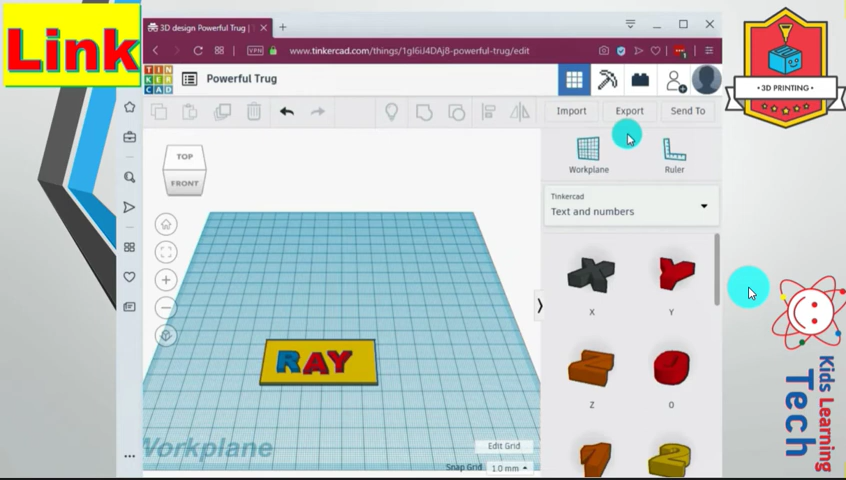 Link
3D design Powerful Trug |
VPN
www.tinkercad.com/things/1gI6iJ4DAj8-powerful-trug/edit
3D PRINTING
TIN
KER
CAD
Powerful Trug
Import
Export
Send To
TOP
FRONT
Workplane
Ruler
Tinkercad
Text and numbers
X
Y
Z
0
RAY
Workplane
Edit Grid
Snap Grid
1.0 mm
Kids Learning
Tech